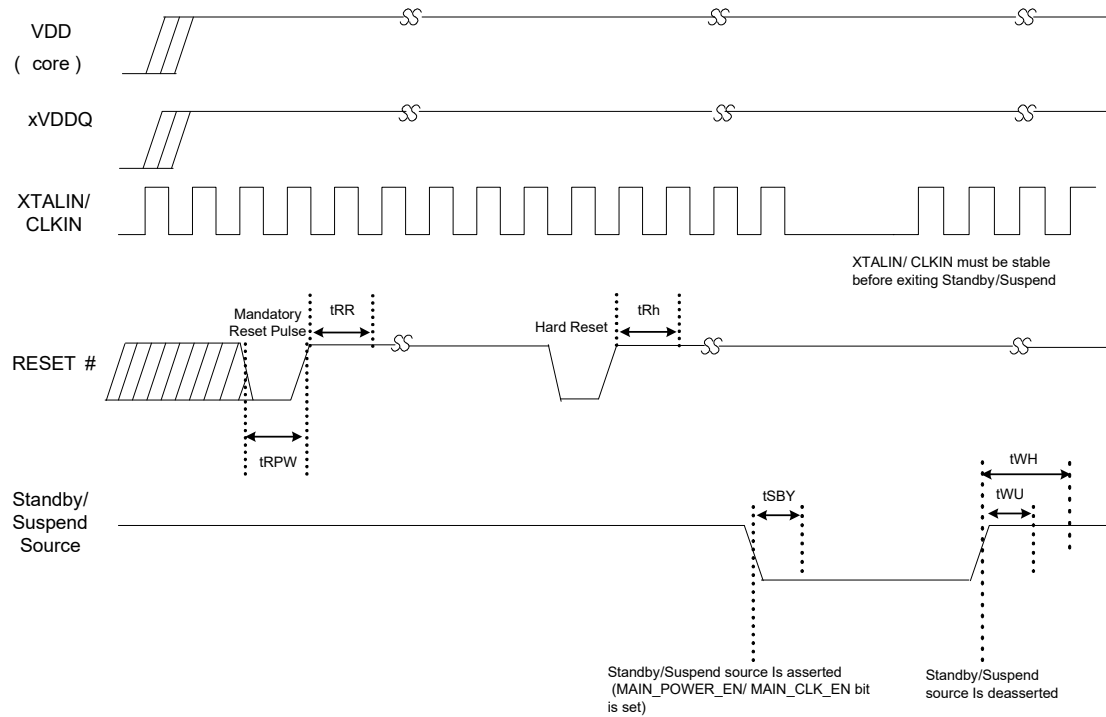 VDD
( core )
xVDDQ
XTALIN/
CLKIN
XTALIN/ CLKIN must be stable
before exiting Standby/Suspend
Mandatory
Reset Pulse
tRR
Hard Reset
tRh
RESET #
tRPW
tWH
tSBY
tWU
Standby/
Suspend
Source
Standby/Suspend source Is asserted
(MAIN_POWER_EN/ MAIN_CLK_EN bit
is set)
Standby/Suspend
source Is deasserted